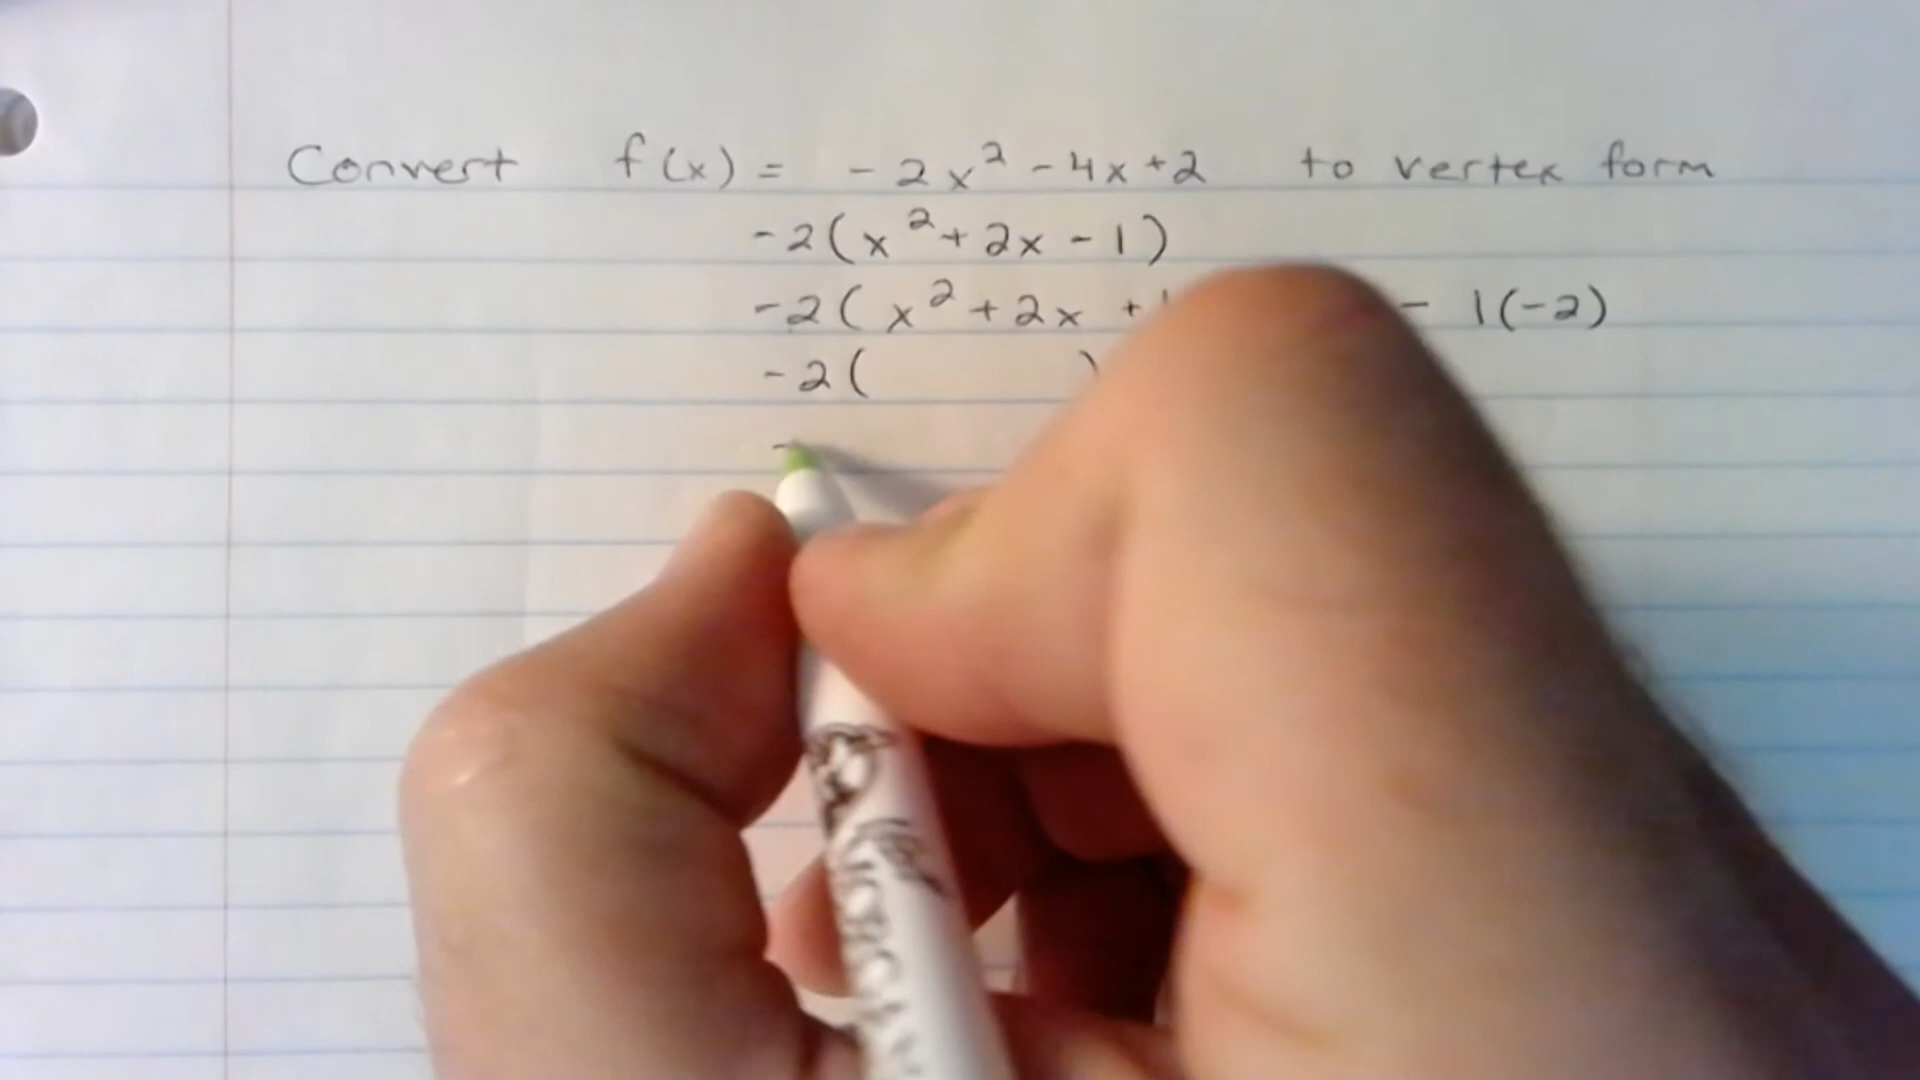 Convert f(x) = -2x² -4x+2 to vertex form
-2(x²+2x-1)
-2(x²+2x + - 1(-2)
-2( )
-